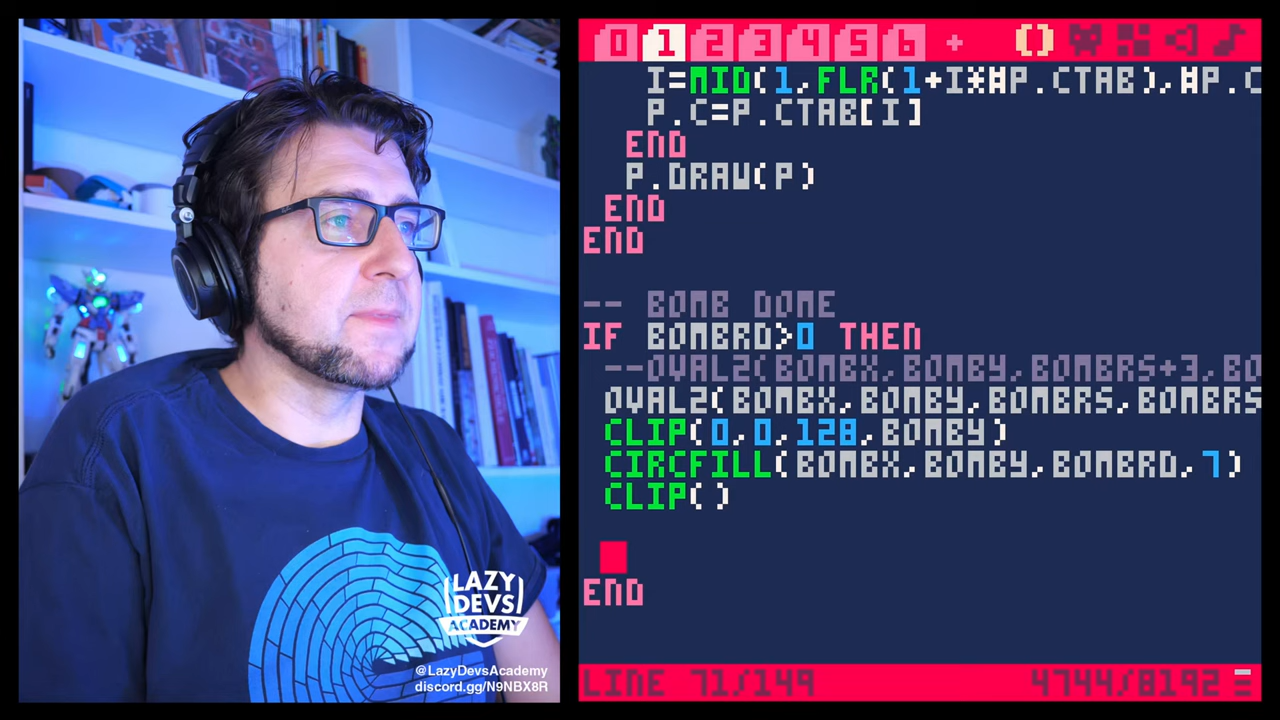 0 1 2 3 4 5 6 + ()
I=MID(1,FLR(1+I*#P.CTAB),#P.C
P.C=P.CTAB[I]
END
P.DRAW(P)
END
END
-- BOMB DOME
IF BOMBRD>0 THEN
--OVAL2(BOMBX,BOMBY,BOMBRS+3,BO
OVAL2(BOMBX,BOMBY,BOMBRS,BOMBRS
CLIP(0,0,128,BOMBY)
CIRCFILL(BOMBX,BOMBY,BOMBRD,7)
CLIP()
END
LINE 71/149
4744/8192
LAZY
DEVS
ACADEMY
@LazyDevsAcademy
discord.gg/N9NBX8R